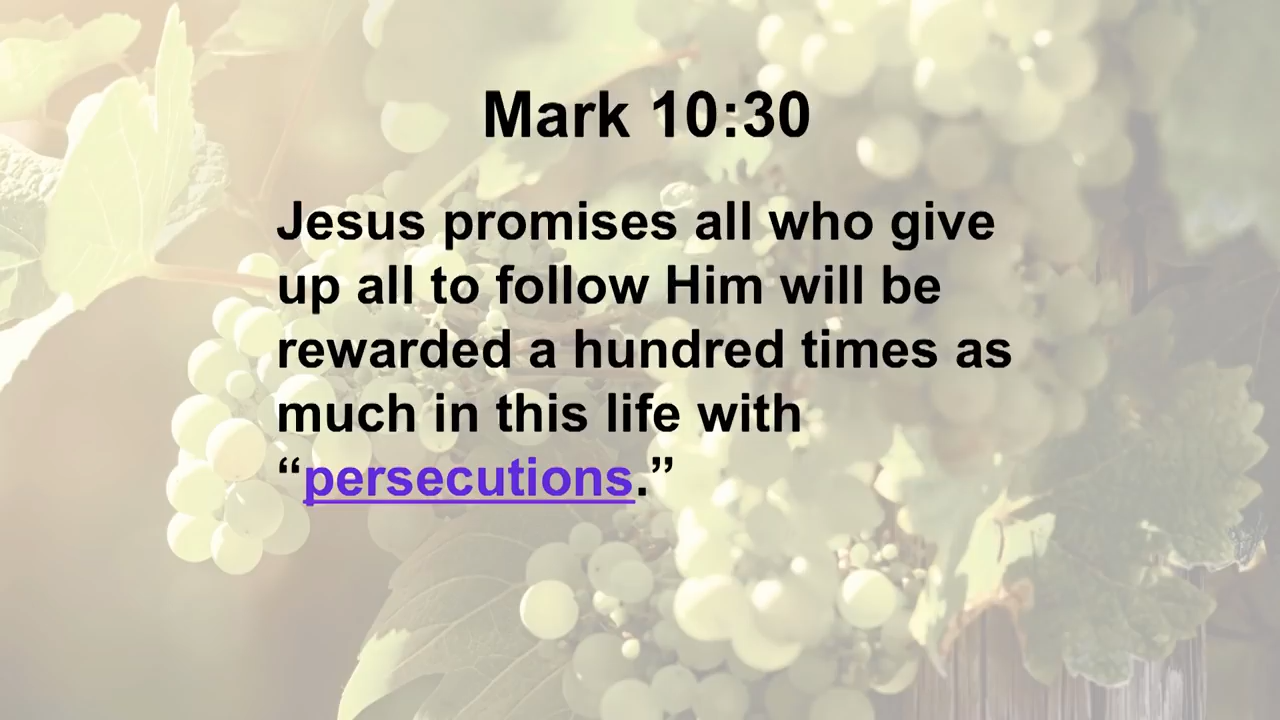 Mark 10:30
Jesus promises all who give
up all to follow Him will be
rewarded a hundred times as
much in this life with
“persecutions.”